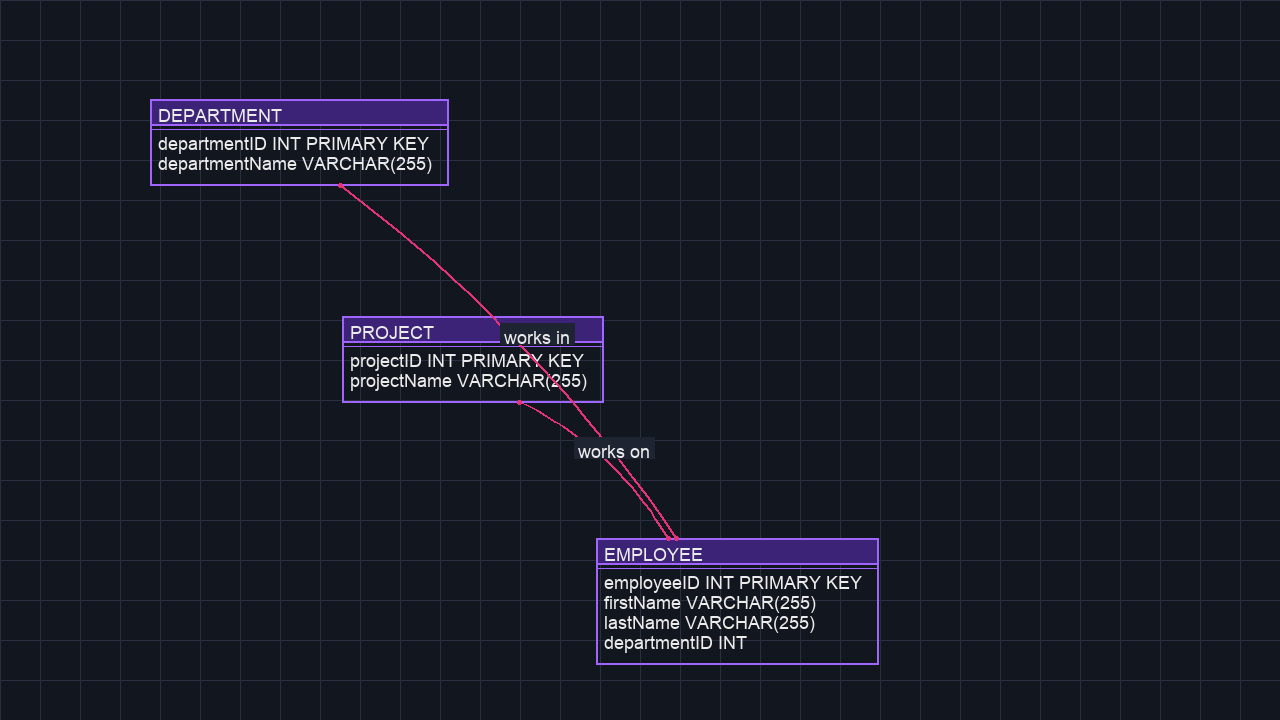 DEPARTMENT
departmentID INT PRIMARY KEY
departmentName VARCHAR(255)
PROJECT
works in
projectID INT PRIMARY KEY
projectName VARCHAR(255)
works on
EMPLOYEE
employeeID INT PRIMARY KEY
firstName VARCHAR(255)
lastName VARCHAR(255)
departmentID INT